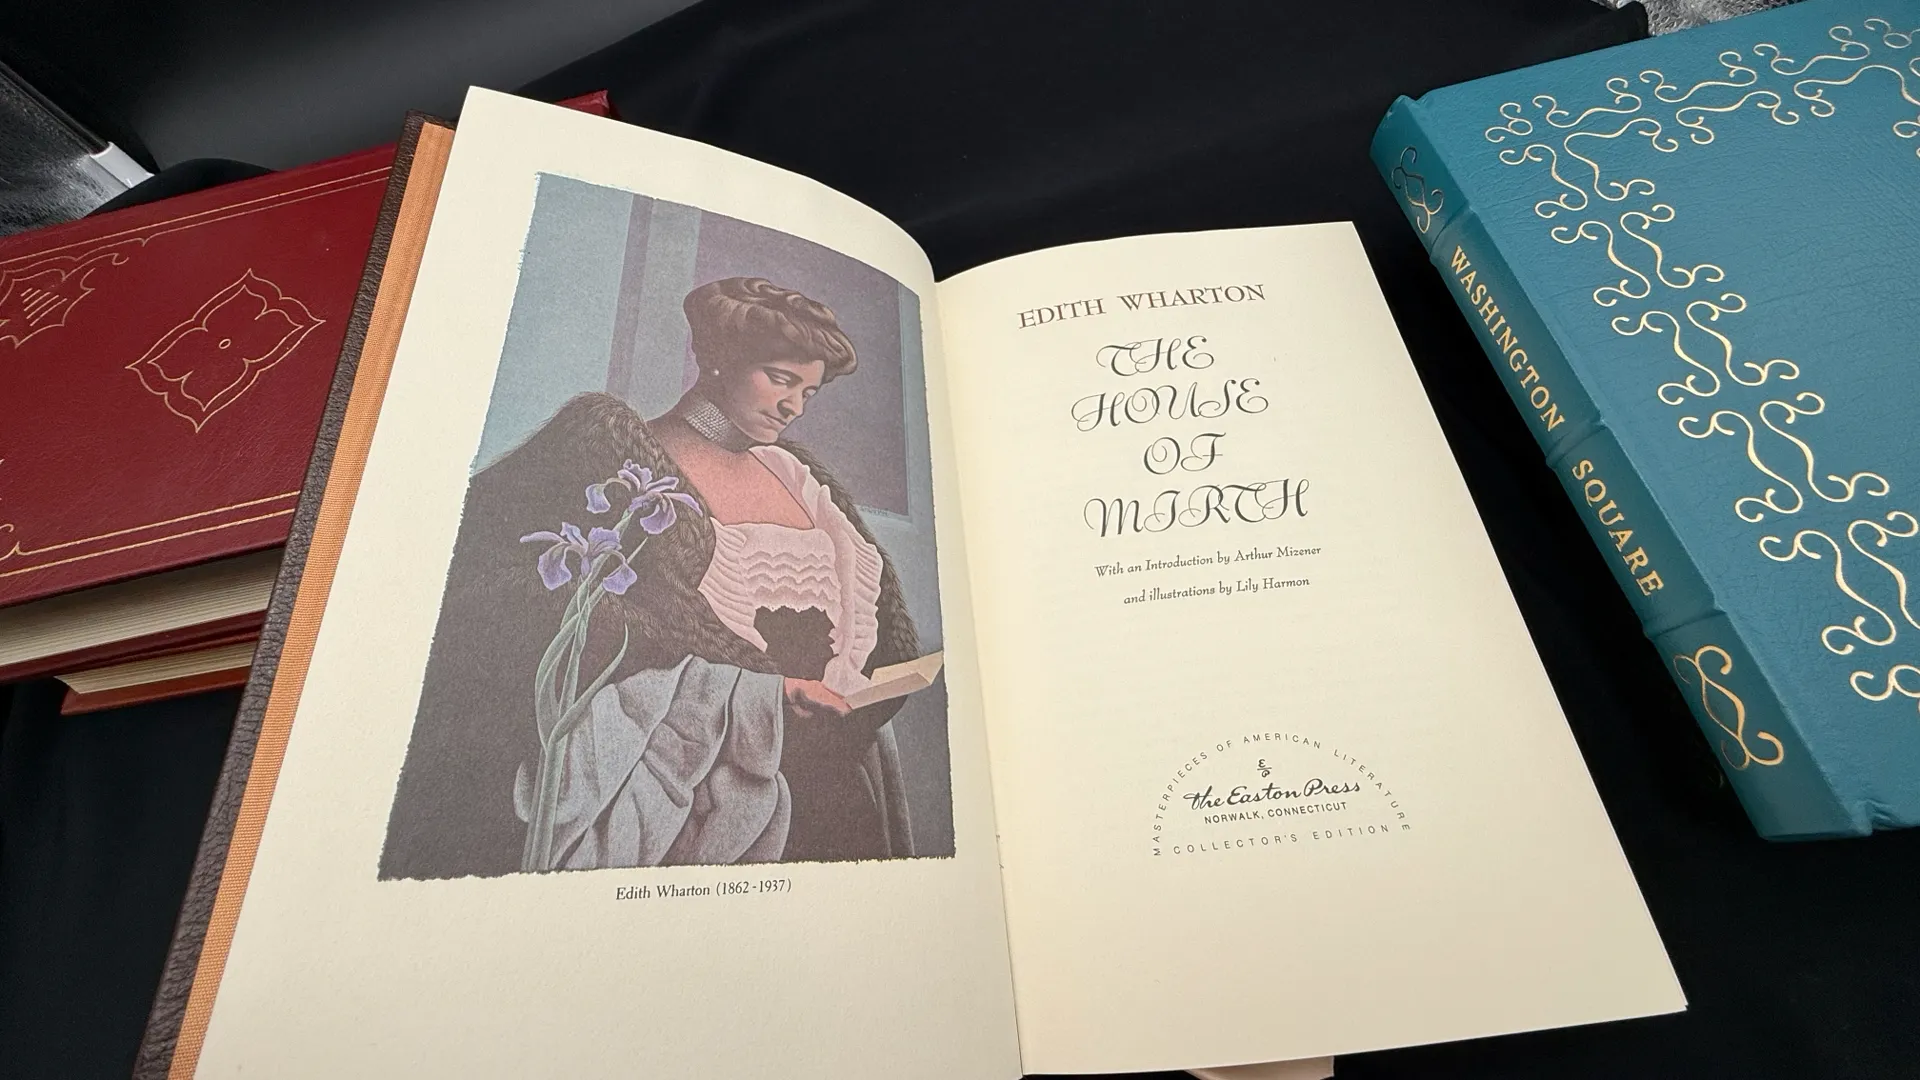 EDITH WHARTON
THE
HOUSE
OF
MIRTH
With an Introduction by Arthur Mizener
and illustrations by Lily Harmon
MASTERPIECES OF AMERICAN LITERATURE
The Easton Press
NORWALK, CONNECTICUT
COLLECTOR'S EDITION
Edith Wharton (1862-1937)
WASHINGTON SQUARE